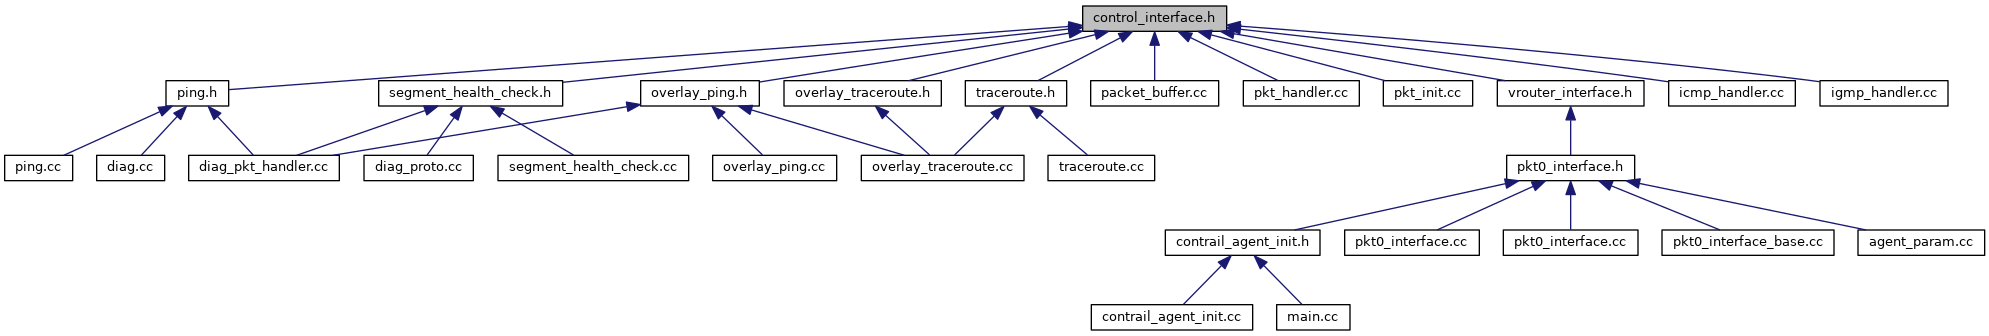 control_interface.h
ping.h
segment_health_check.h
overlay_ping.h
overlay_traceroute.h
traceroute.h
packet_buffer.cc
pkt_handler.cc
pkt_init.cc
vrouter_interface.h
icmp_handler.cc
igmp_handler.cc
ping.cc
diag.cc
diag_pkt_handler.cc
diag_proto.cc
segment_health_check.cc
overlay_ping.cc
overlay_traceroute.cc
traceroute.cc
pkt0_interface.h
contrail_agent_init.h
pkt0_interface.cc
pkt0_interface.cc
pkt0_interface_base.cc
agent_param.cc
contrail_agent_init.cc
main.cc